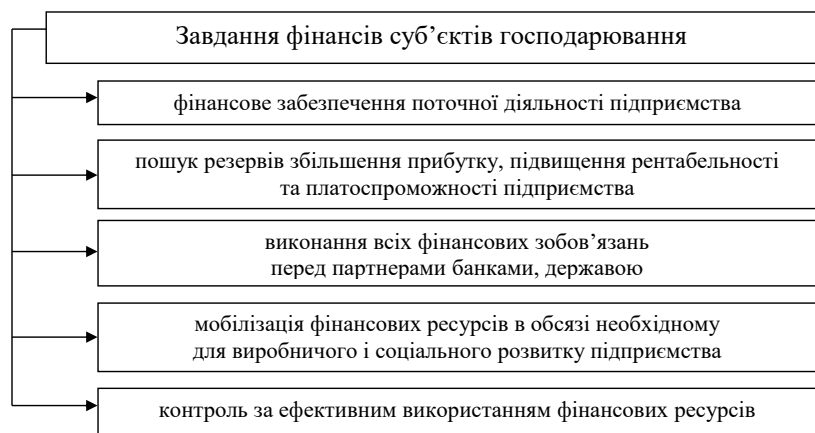 Завдання фінансів суб’єктів господарювання
фінансове забезпечення поточної діяльності підприємства
пошук резервів збільшення прибутку, підвищення рентабельності
та платоспроможності підприємства
виконання всіх фінансових зобов’язань
перед партнерами банками, державою
мобілізація фінансових ресурсів в обсязі необхідному
для виробничого і соціального розвитку підприємства
контроль за ефективним використанням фінансових ресурсів